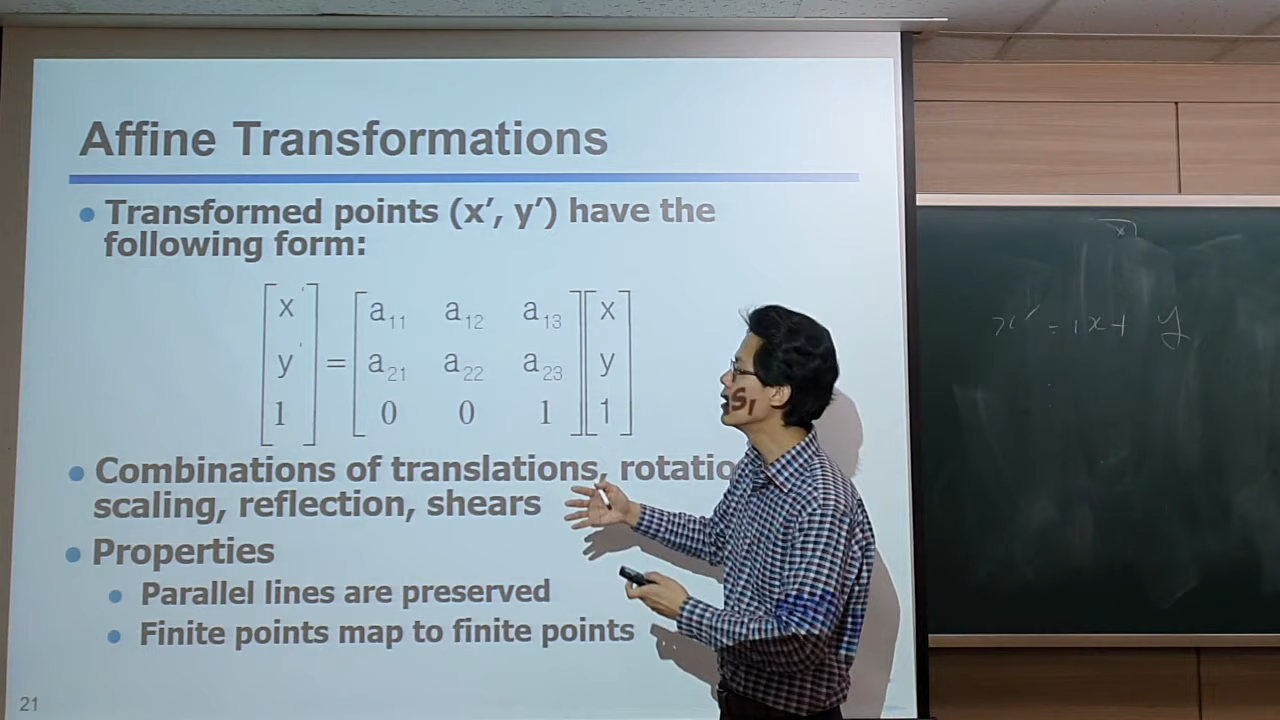 Affine Transformations
• Transformed points (x′, y′) have the
following form:
[x′] = [a₁₁ a₁₂ a₁₃] [x]
[y′] = [a₂₁ a₂₂ a₂₃] [y]
[1] = [0 0 1] [1]
• Combinations of translations,
scaling, reflection, shears
• Properties
• Parallel lines are preserved
• Finite points map to finite points
21
x′ = 1x + y